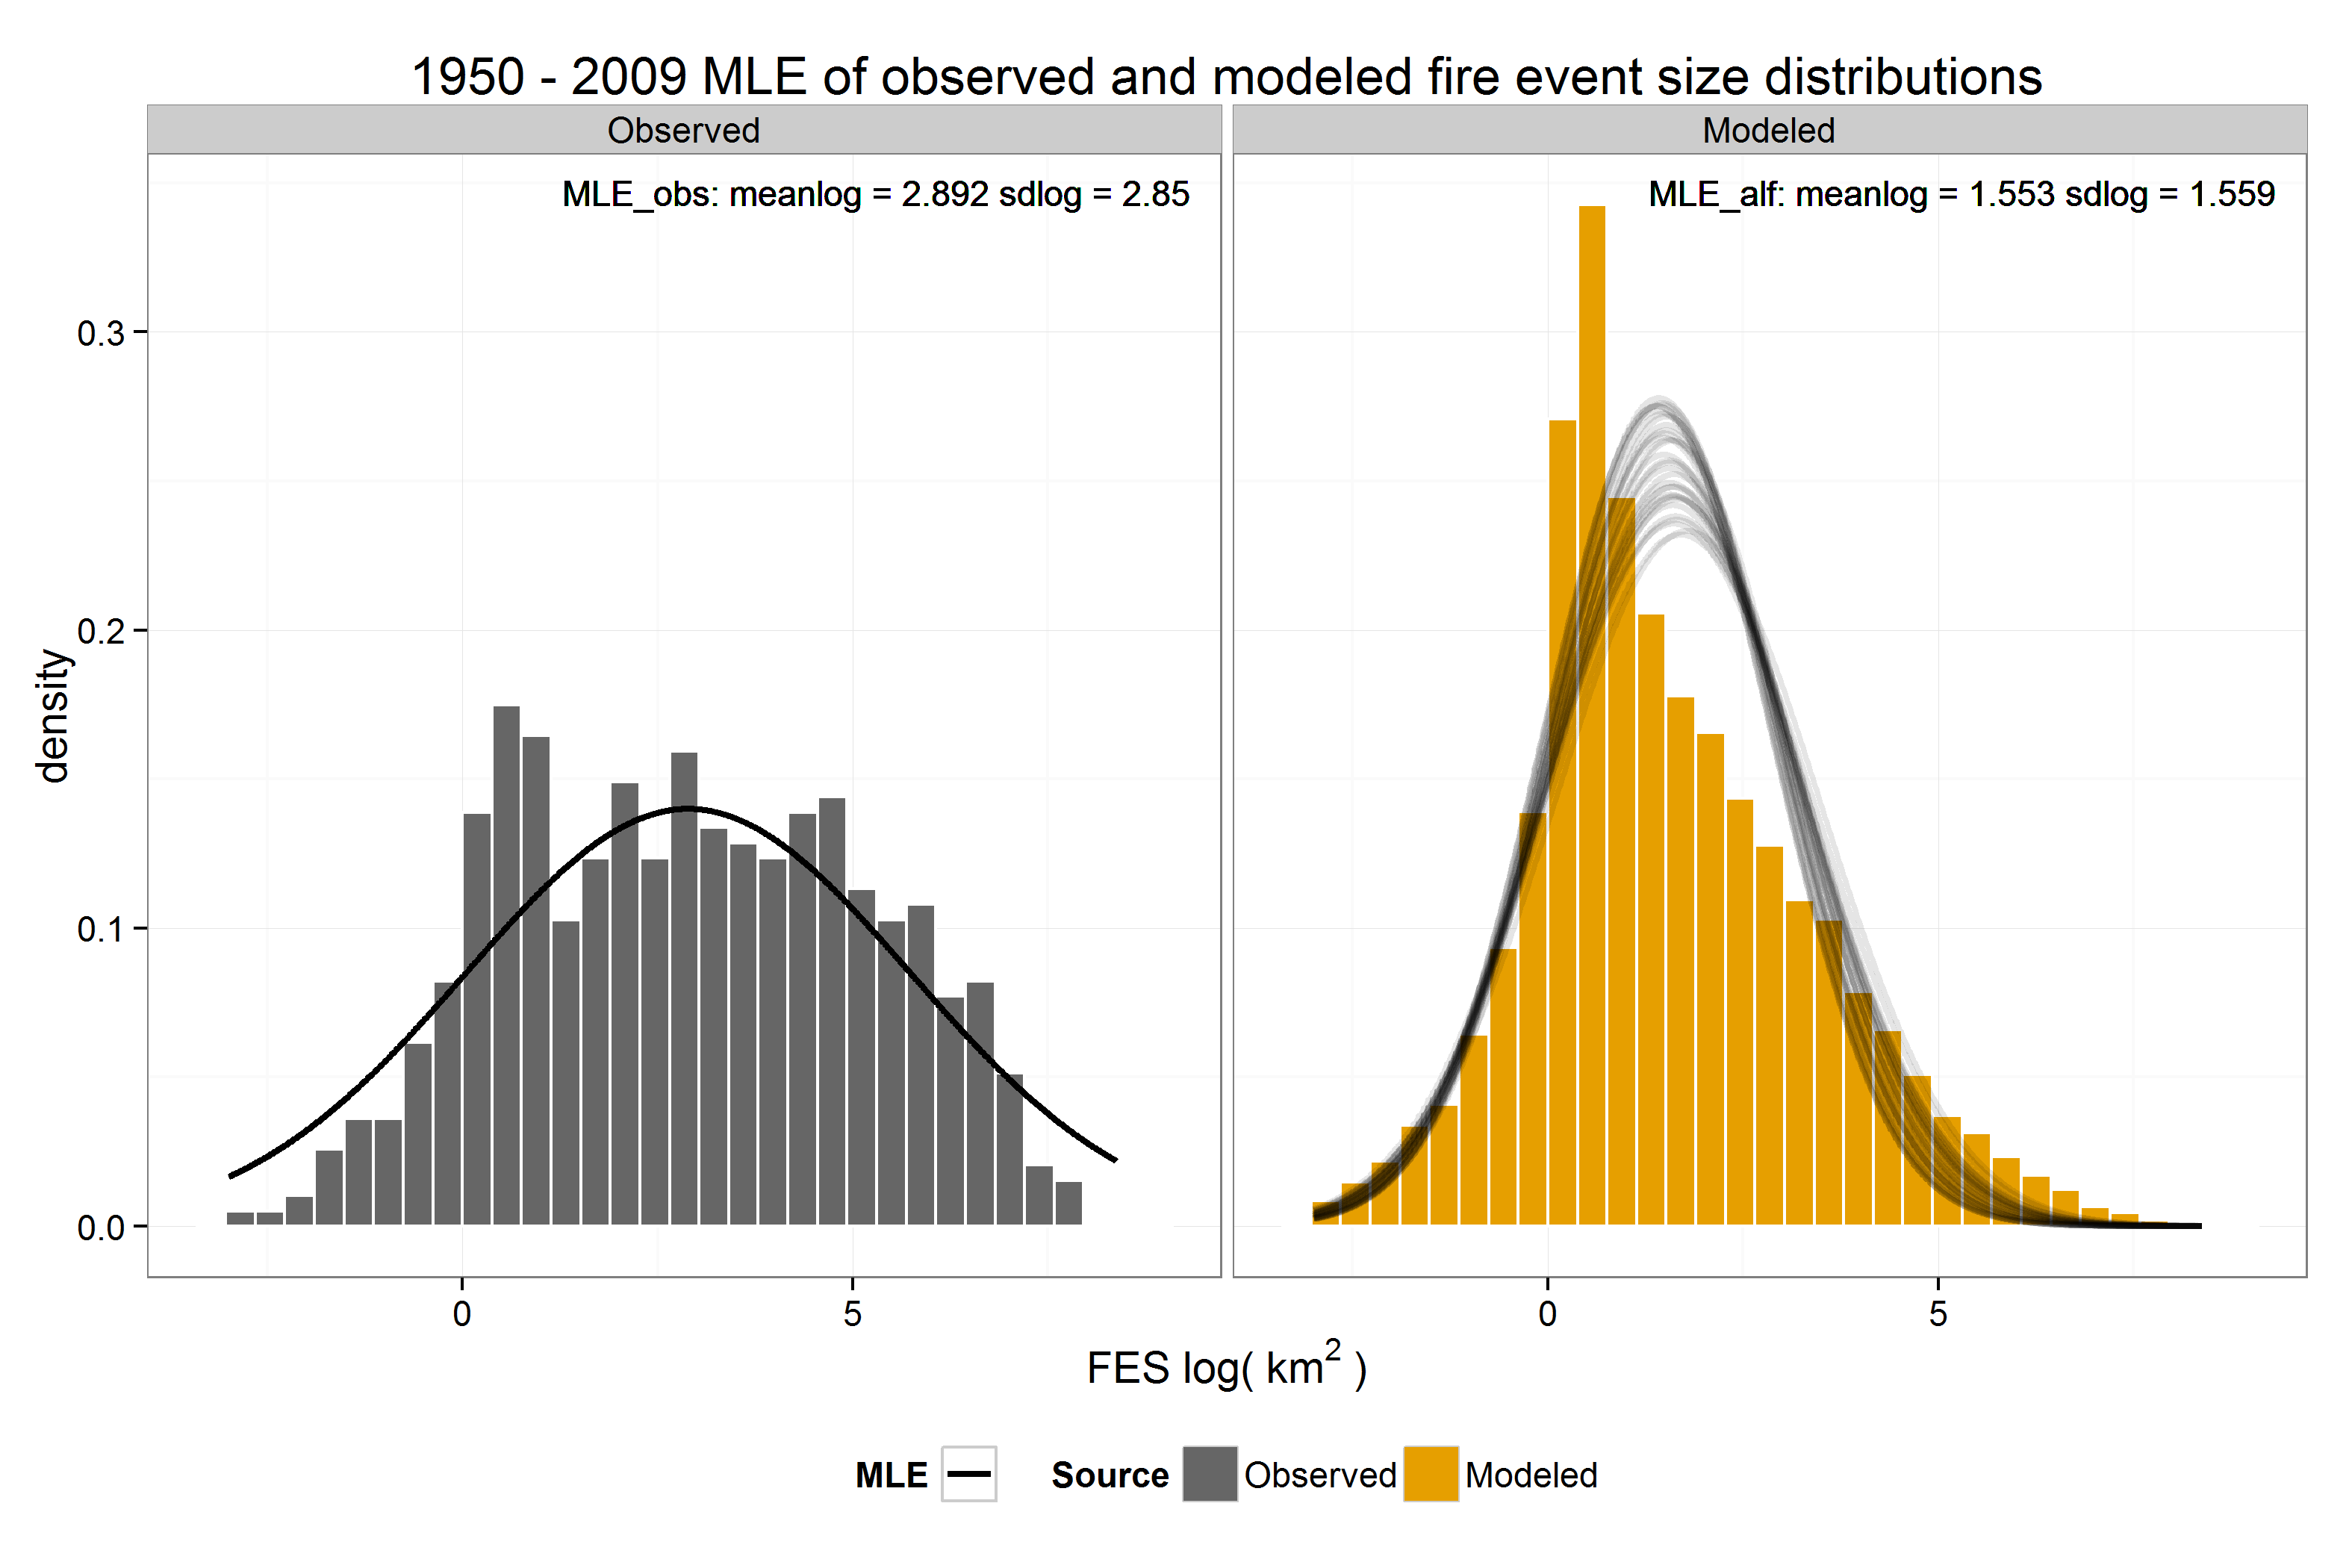 1950 - 2009 MLE of observed and modeled fire event size distributions
Observed
Modeled
MLE_obs: meanlog = 2.892 sdlog = 2.85
MLE_alf: meanlog = 1.553 sdlog = 1.559
0.3
0.2
0.1
0.0
density
0
5
0
5
FES log( km² )
MLE
Source
Observed
Modeled